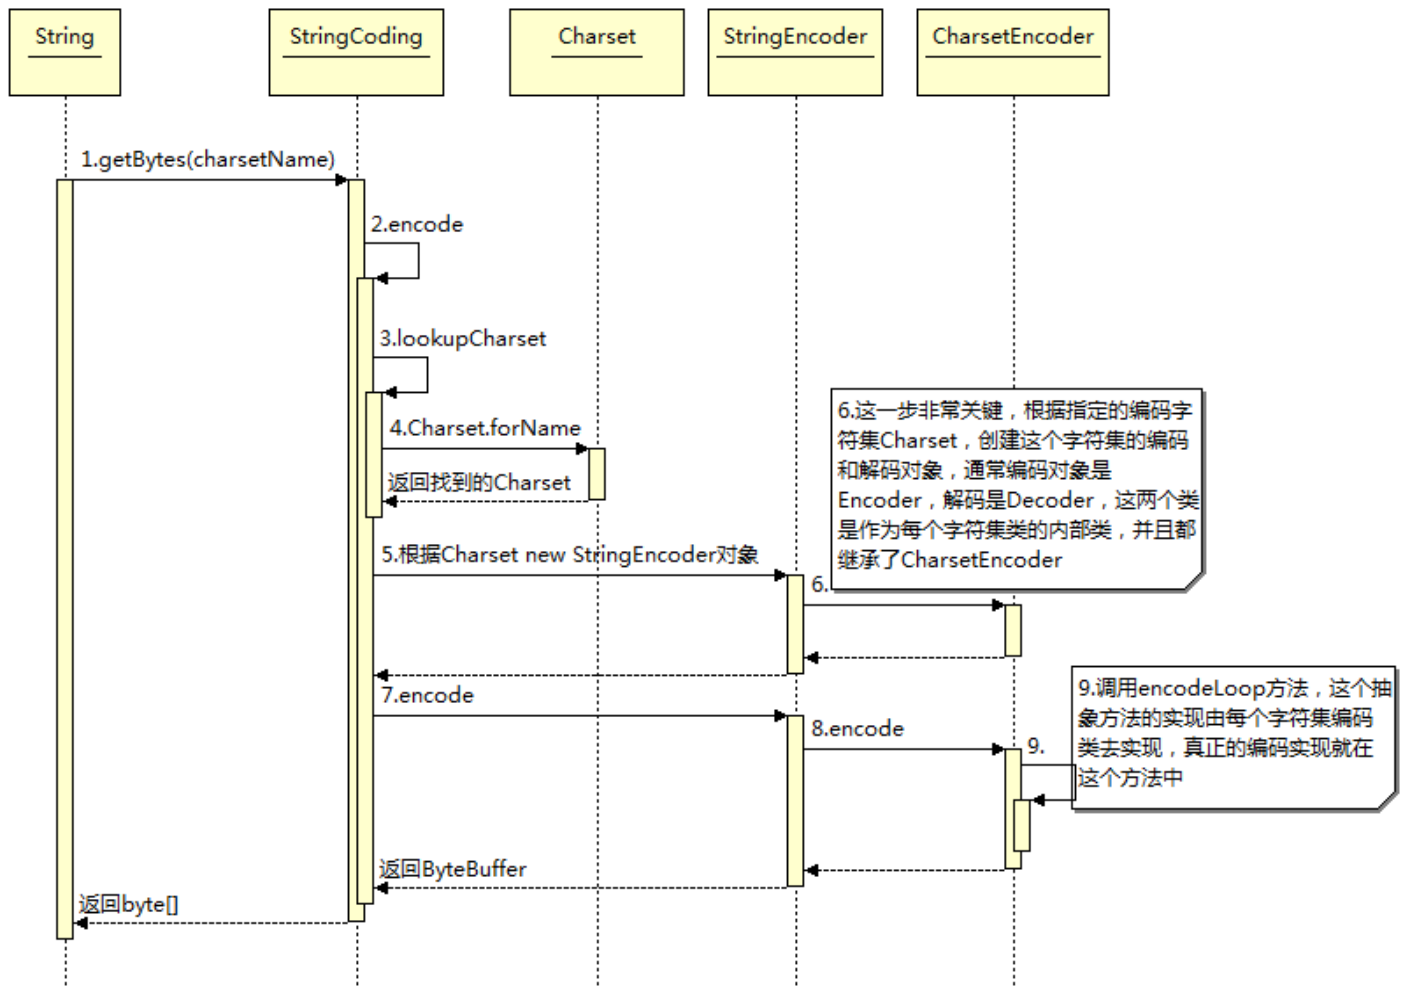 String
StringCoding
Charset
StringEncoder
CharsetEncoder
1.getBytes(charsetName)
2.encode
3.lookupCharset
4.Charset.forName
返回找到的Charset
5.根据Charset new StringEncoder对象
6.
6.这一步非常关键，根据指定的编码字
符集Charset，创建这个字符集的编码
和解码对象，通常编码对象是
Encoder，解码是Decoder，这两个类
是作为每个字符集类的内部类，并且都
继承了CharsetEncoder
7.encode
8.encode
9.
9.调用encodeLoop方法，这个抽
象方法的实现由每个字符集编码
类去实现，真正的编码实现就在
这个方法中
返回ByteBuffer
返回byte[]